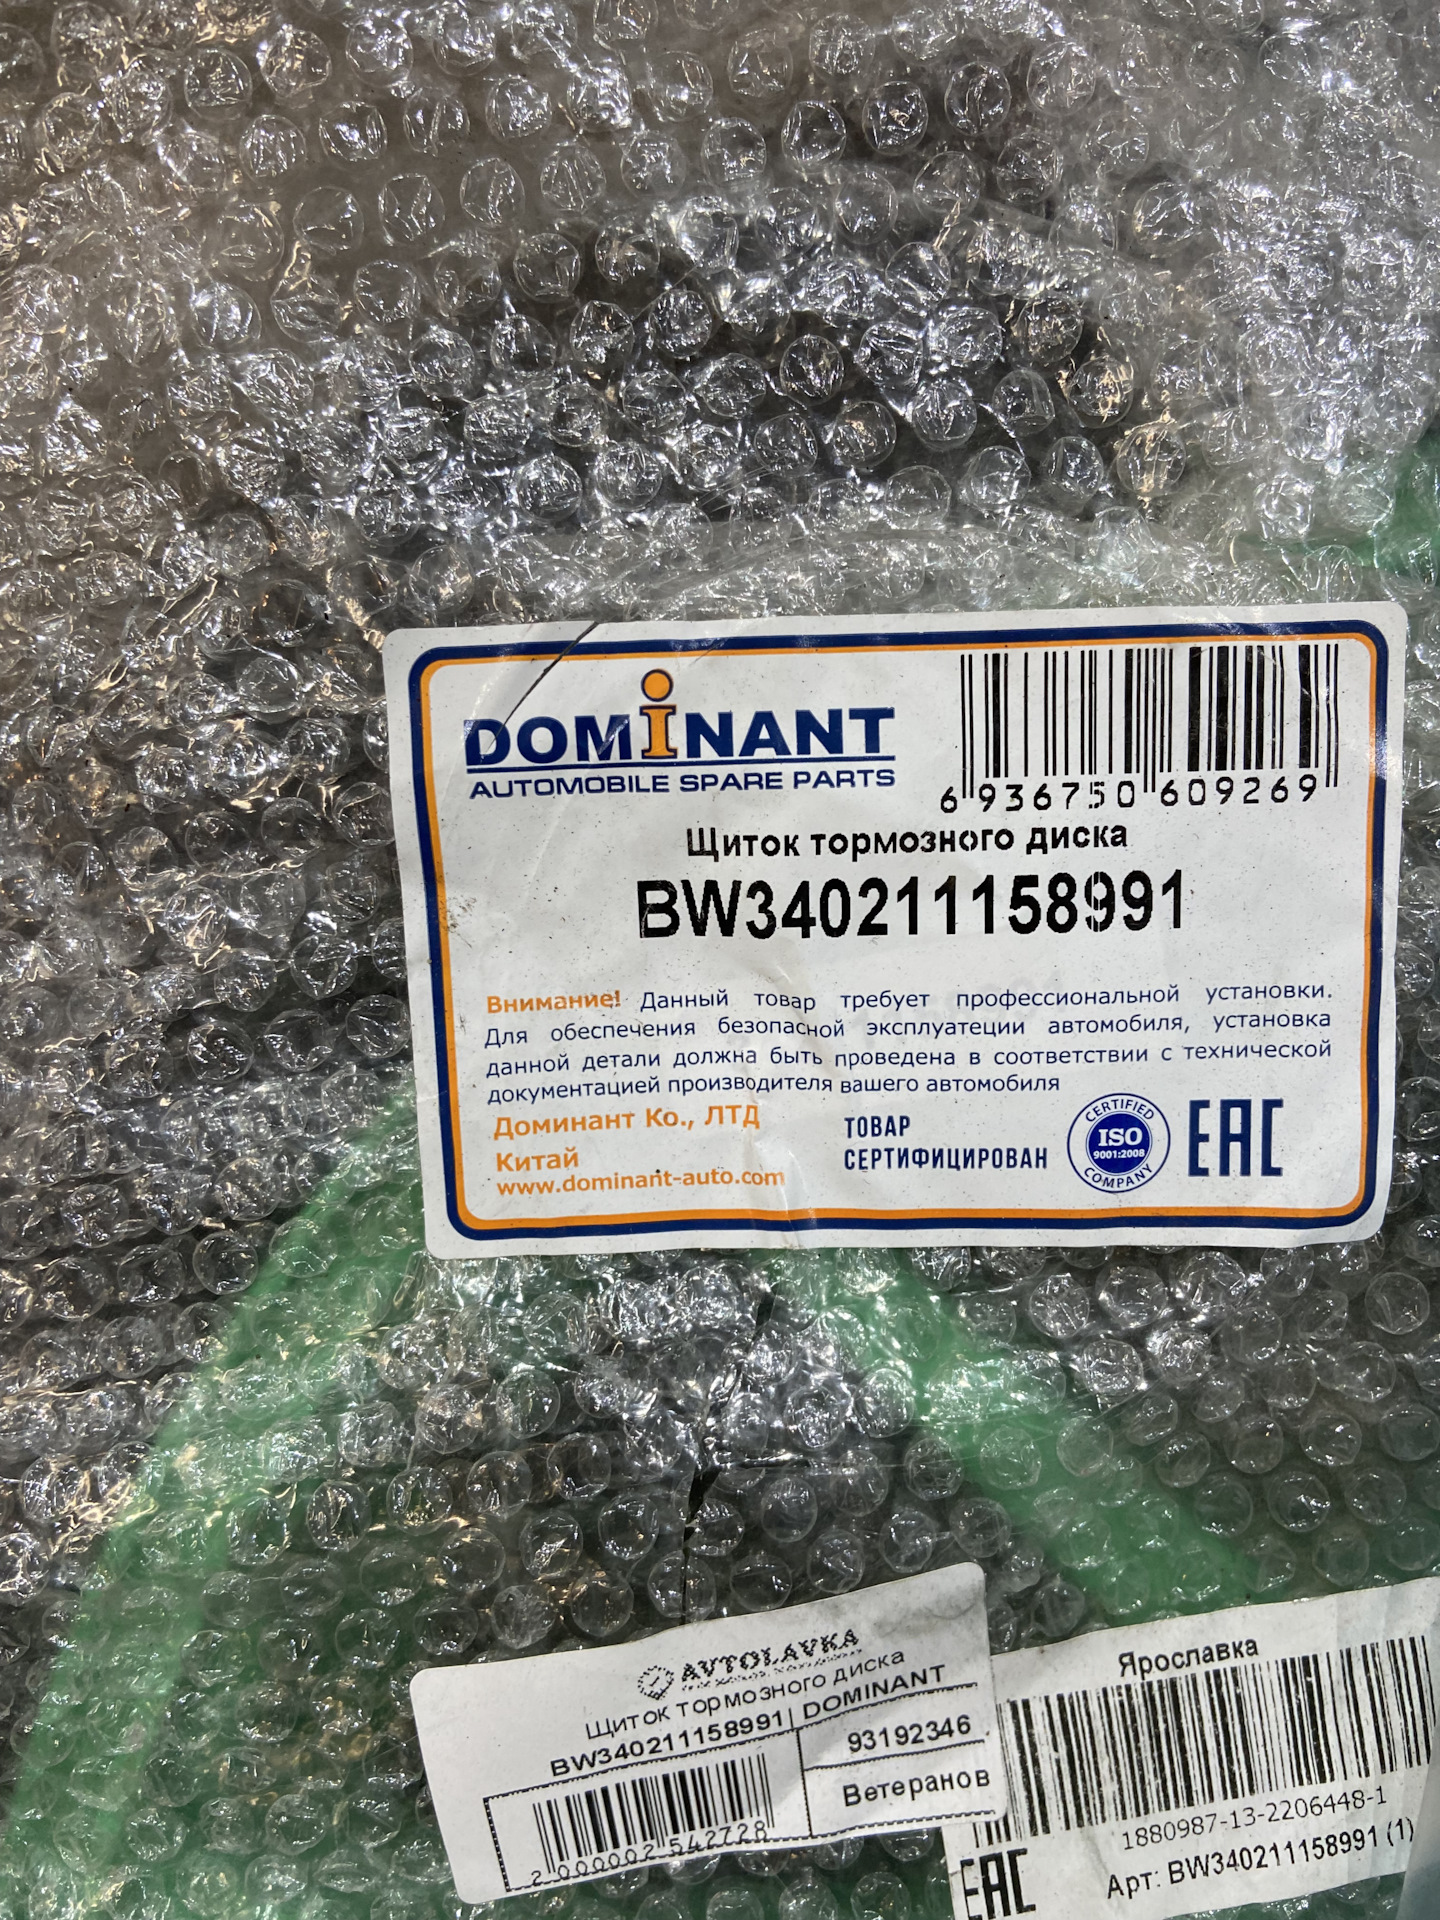 DOMiNANT
AUTOMOBILE SPARE PARTS
6 936750 609269
Щиток тормозного диска
BW340211158991
Внимание! Данный товар требует профессиональной установки.
Для обеспечения безопасной эксплуатеции автомобиля, установка
данной детали должна быть проведена в соответствии с технической
документацией производителя вашего автомобиля
Доминант Ко., ЛТД
Китай
www.dominant-auto.com
ТОВАР
СЕРТИФИЦИРОВАН
CERTIFIED
ISO
9001:2008
COMPANY
EAC
AVTOLAVKA
Щиток тормозного диска
BW340211158991| DOMINANT
93192346
Ветеранов
2 000002 542728
Ярославка
1880987-13-2206448-1
Арт: BW340211158991 (1)
EAC